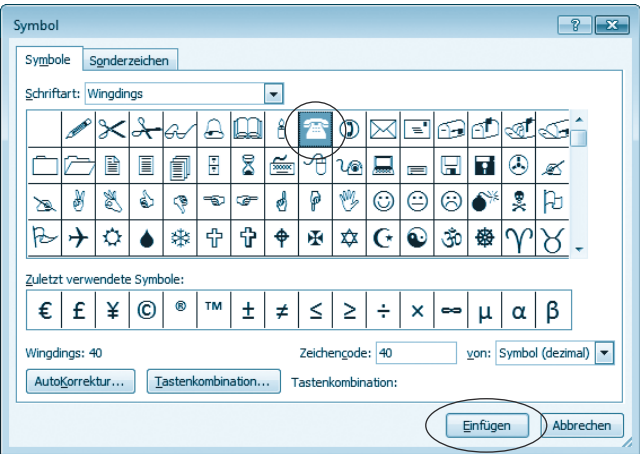 Symbol
Symbole Sonderzeichen
Schriftart: Wingdings
Zuletzt verwendete Symbole:
€ £ ¥ © ® ™ ± ≠ ≤ ≥ ÷ × ∞ µ α β
Wingdings: 40 Zeichencode: 40 von: Symbol (dezimal)
AutoKorrektur... Tastenkombination... Tastenkombination:
Einfügen Abbrechen